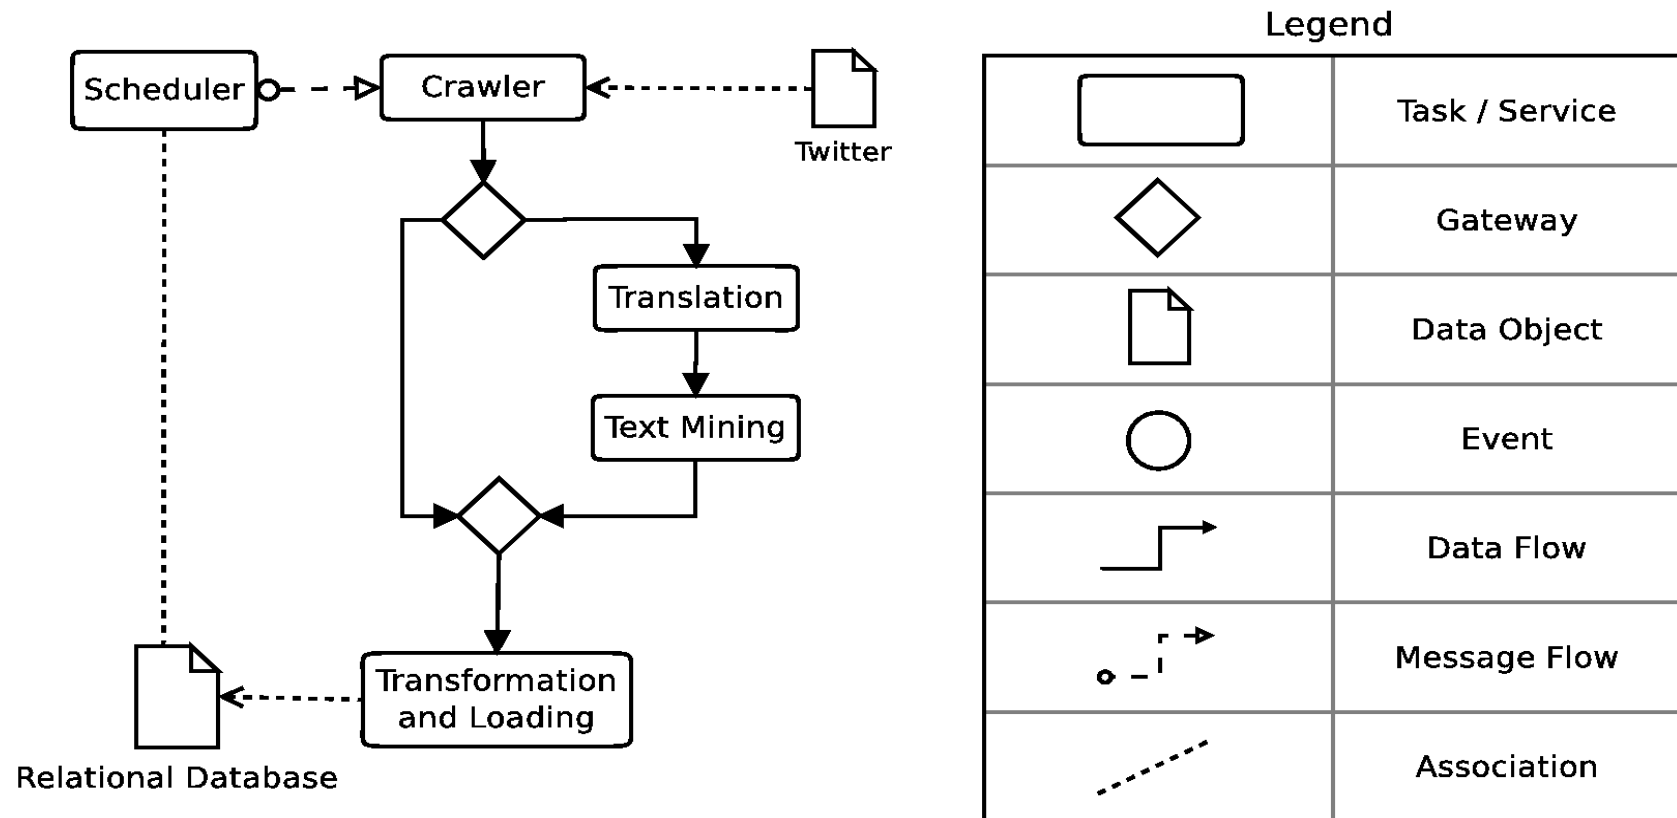 Scheduler
Crawler
Twitter
Translation
Text Mining
Transformation
and Loading
Relational Database
Legend
Task / Service
Gateway
Data Object
Event
Data Flow
Message Flow
Association